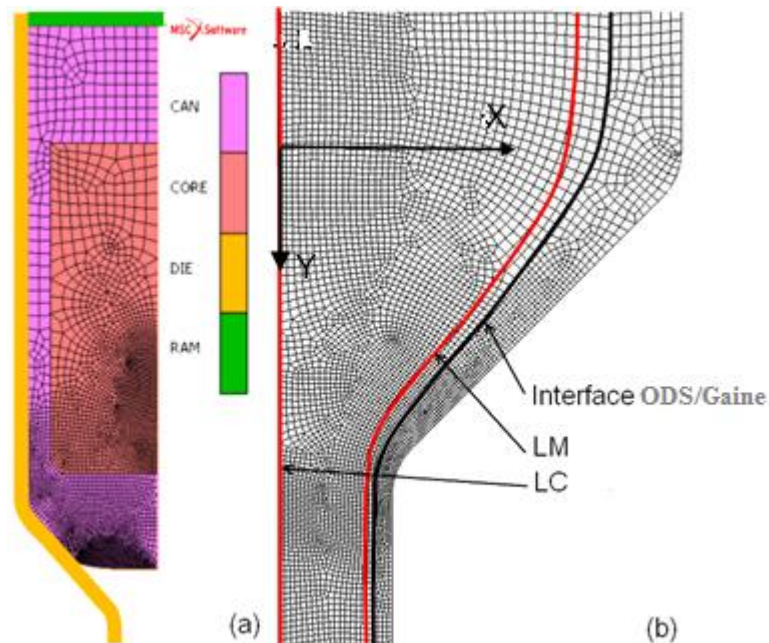 MSC Software
CAN
CORE
DIE
RAM
X
Y
Interface ODS/Gaine
LM
LC
(a)
(b)